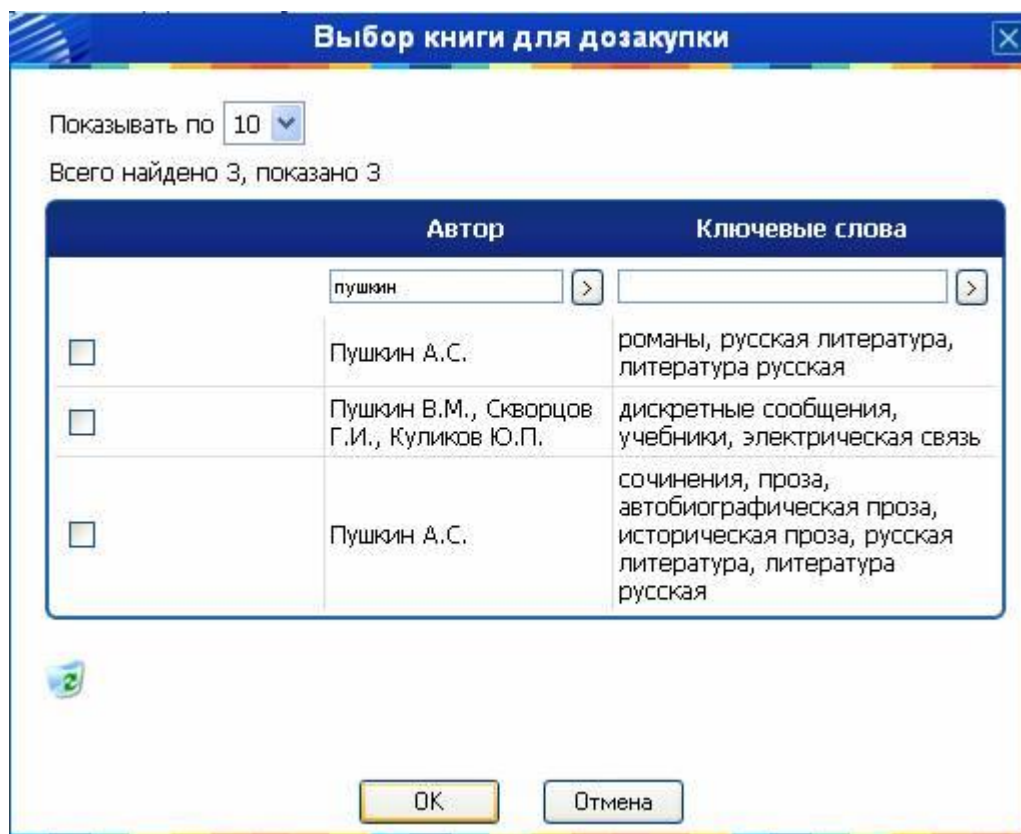 Выбор книги для дозакупки
Показывать по 10
Всего найдено 3, показано 3
Автор Ключевые слова
пушкин
Пушкин А.С.
романы, русская литература,
литература русская
Пушкин В.М., Скворцов
Г.И., Куликов Ю.П.
дискретные сообщения,
учебники, электрическая связь
Пушкин А.С.
сочинения, проза,
автобиографическая проза,
историческая проза, русская
литература, литература
русская
OK Отмена